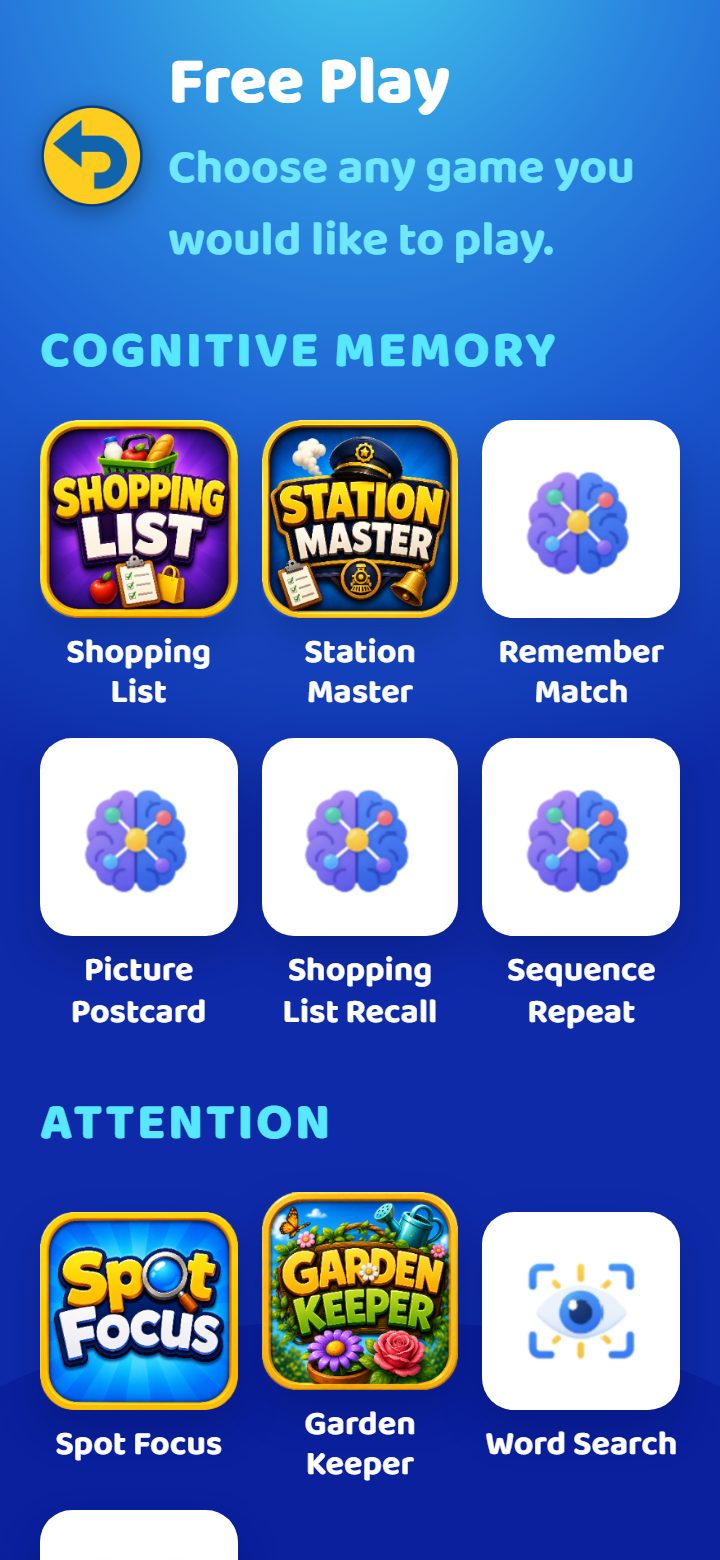 Free Play
Choose any game you
would like to play.
COGNITIVE MEMORY
SHOPPING
LIST
STATION
MASTER
Shopping
List
Station
Master
Remember
Match
Picture
Postcard
Shopping
List Recall
Sequence
Repeat
ATTENTION
Spot
Focus
GARDEN
KEEPER
Spot Focus
Garden
Keeper
Word Search